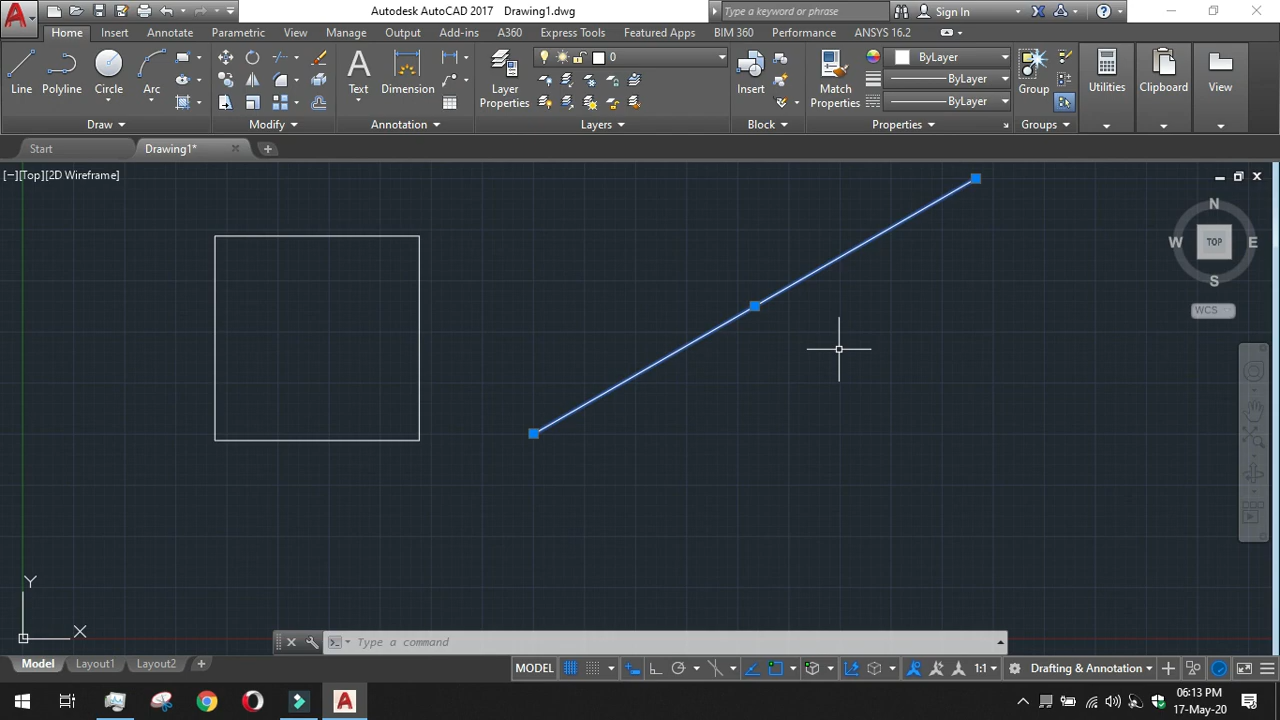 Autodesk AutoCAD 2017 Drawing1.dwg
Type a keyword or phrase
Sign In
Home Insert Annotate Parametric View Manage Output Add-ins A360 Express Tools Featured Apps BIM 360 Performance ANSYS 16.2
Line
Polyline
Circle
Arc
Text
Dimension
Layer
Properties
0
Insert
Match
Properties
ByLayer
ByLayer
ByLayer
Group
Utilities
Clipboard
View
Draw
Modify
Annotation
Layers
Block
Properties
Groups
Start
Drawing1*
[−][Top][2D Wireframe]
N
W
TOP
E
S
WCS
Y
X
Type a command
Model
Layout1
Layout2
MODEL
1:1
Drafting & Annotation
06:13 PM
17-May-20